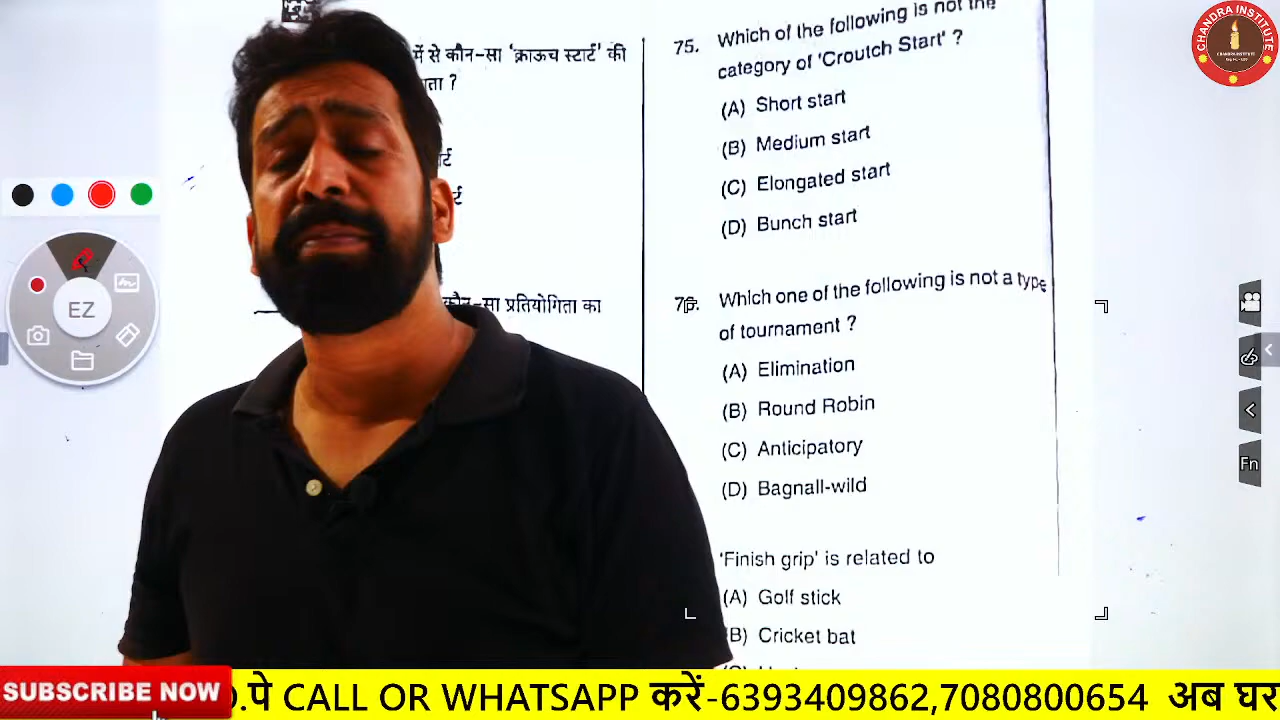 में से कौन-सा 'क्राऊच स्टार्ट' की
ता ?
र्ट
र्ट
कौन-सा प्रतियोगिता का
75. Which of the following is not the
category of 'Croutch Start' ?
(A) Short start
(B) Medium start
(C) Elongated start
(D) Bunch start
76. Which one of the following is not a type
of tournament ?
(A) Elimination
(B) Round Robin
(C) Anticipatory
(D) Bagnall-wild
'Finish grip' is related to
(A) Golf stick
(B) Cricket bat
CHANDRA INSTITUTE
EZ
Fn
SUBSCRIBE NOW
.पे CALL OR WHATSAPP करें-6393409862,7080800654 अब घर